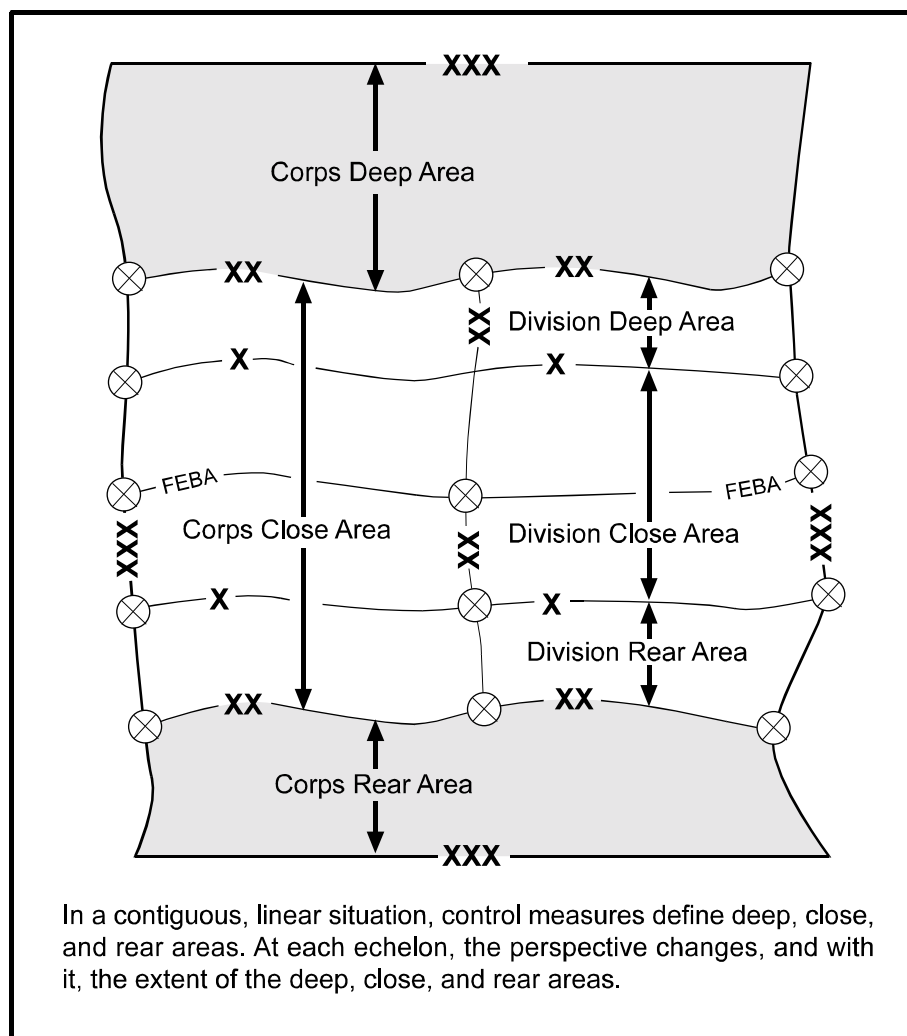 XXX
Corps Deep Area
XX
XX
XX
Division Deep Area
X
X
FEBA
FEBA
XXX
Corps Close Area
XX
Division Close Area
XXX
X
X
Division Rear Area
XX
XX
Corps Rear Area
XXX
In a contiguous, linear situation, control measures define deep, close,
and rear areas. At each echelon, the perspective changes, and with
it, the extent of the deep, close, and rear areas.